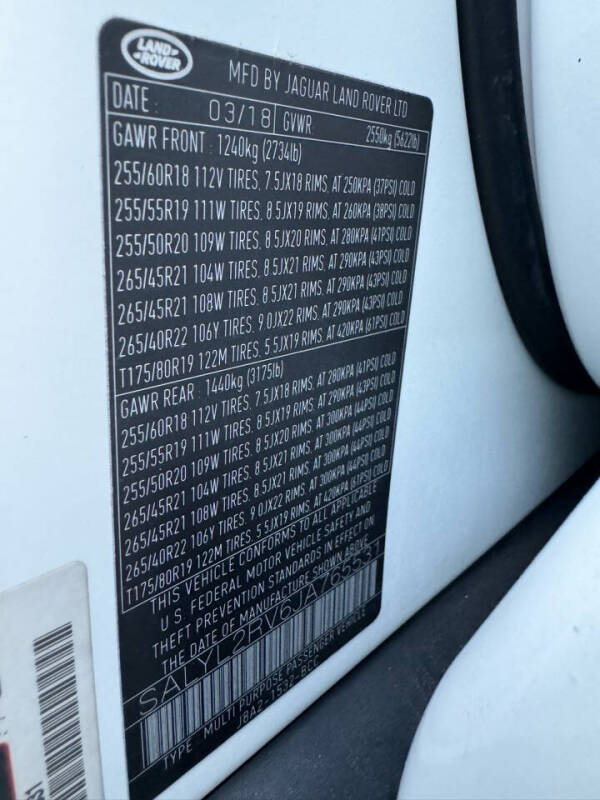 LAND ROVER
MFD BY JAGUAR LAND ROVER LTD
DATE: 03/18 GVWR: 2550kg (5622lb)
GAWR FRONT : 1240kg (2734lb)
255/60R18 112V TIRES, 7.5JX18 RIMS, AT 250KPA (37PSI) COLD
255/55R19 111W TIRES, 8.5JX19 RIMS, AT 260KPA (38PSI) COLD
255/50R20 109W TIRES, 8.5JX20 RIMS, AT 280KPA (41PSI) COLD
265/45R21 104W TIRES, 8.5JX21 RIMS, AT 290KPA (43PSI) COLD
265/45R21 108W TIRES, 8.5JX21 RIMS, AT 290KPA (43PSI) COLD
265/40R22 106Y TIRES, 9.0JX22 RIMS, AT 290KPA (43PSI) COLD
T175/80R19 122M TIRES, 5.5JX19 RIMS, AT 420KPA (61PSI) COLD
GAWR REAR : 1440kg (3175lb)
255/60R18 112V TIRES, 7.5JX18 RIMS, AT 280KPA (41PSI) COLD
255/55R19 111W TIRES, 8.5JX19 RIMS, AT 290KPA (43PSI) COLD
255/50R20 109W TIRES, 8.5JX20 RIMS, AT 300KPA (44PSI) COLD
265/45R21 104W TIRES, 8.5JX21 RIMS, AT 300KPA (44PSI) COLD
265/45R21 108W TIRES, 8.5JX21 RIMS, AT 300KPA (44PSI) COLD
265/40R22 106Y TIRES, 9.0JX22 RIMS, AT 300KPA (44PSI) COLD
T175/80R19 122M TIRES, 5.5JX19 RIMS, AT 420KPA (61PSI) COLD
THIS VEHICLE CONFORMS TO ALL APPLICABLE
U.S. FEDERAL MOTOR VEHICLE SAFETY AND
THEFT PREVENTION STANDARDS IN EFFECT ON
THE DATE OF MANUFACTURE
SALYL2RV6JA765531
TYPE MULTI PURPOSE PASSENGER VEHICLE
J8A2-1532-BCC